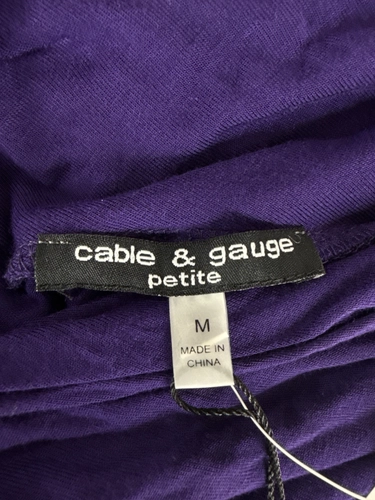 cable & gauge
petite
M
MADE IN
CHINA